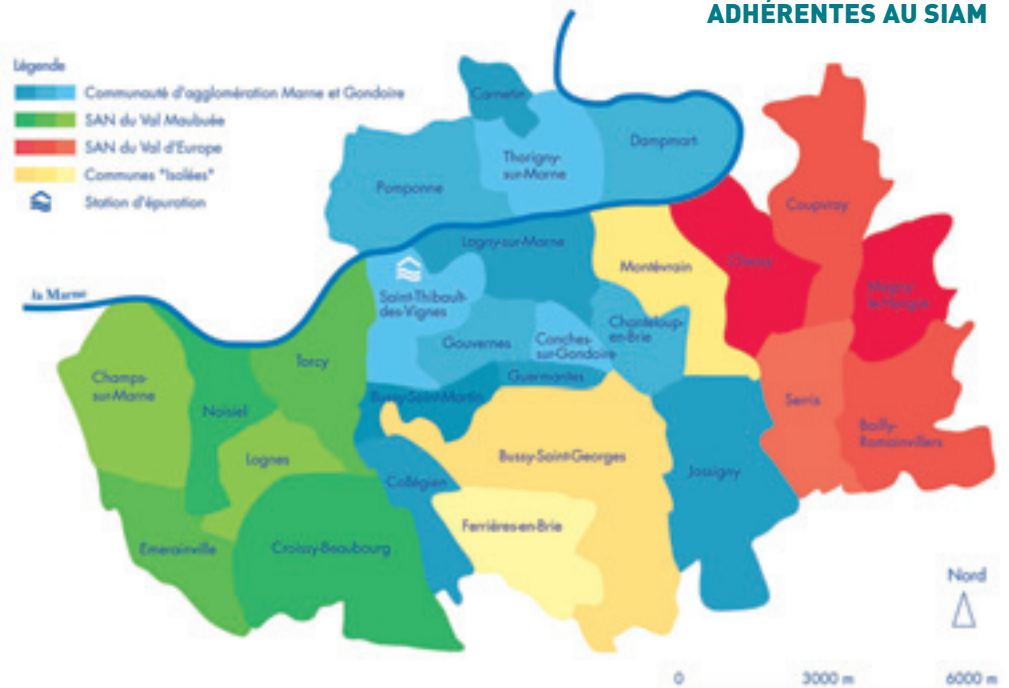 ADHÉRENTES AU SIAM
Légende
Communauté d'agglomération Marne et Gondoire
SAN du Val Maubuée
SAN du Val d'Europe
Communes "Isolées"
Station d'épuration
Carnetin
Dampmart
Thorigny-
sur-Marne
Pomponne
Coupvray
Lagny-sur-Marne
Montévrain
Chessy
Magny-
le-Hongre
la Marne
Saint-Thibault-
des-Vignes
Chanteloup-
en-Brie
Gouvernes
Conches-
sur-Gondoire
Torcy
Guermantes
Champs-
sur-Marne
Bussy-Saint-Martin
Noisiel
Serris
Bailly-
Romainvilliers
Lognes
Bussy-Saint-Georges
Jossigny
Collégien
Ferrières-en-Brie
Emerainville
Croissy-Beaubourg
Nord
0 3000 m 6000 m